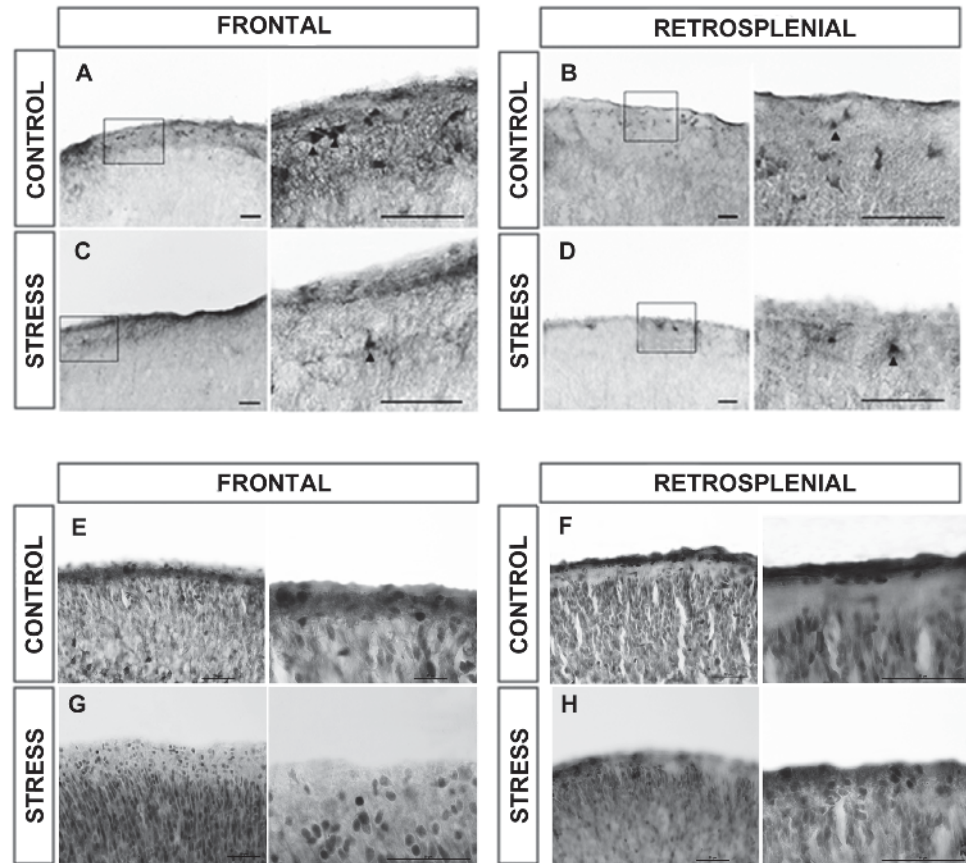 FRONTAL
RETROSPLENIAL
CONTROL
A
CONTROL
B
STRESS
C
STRESS
D
FRONTAL
RETROSPLENIAL
CONTROL
E
CONTROL
F
STRESS
G
STRESS
H